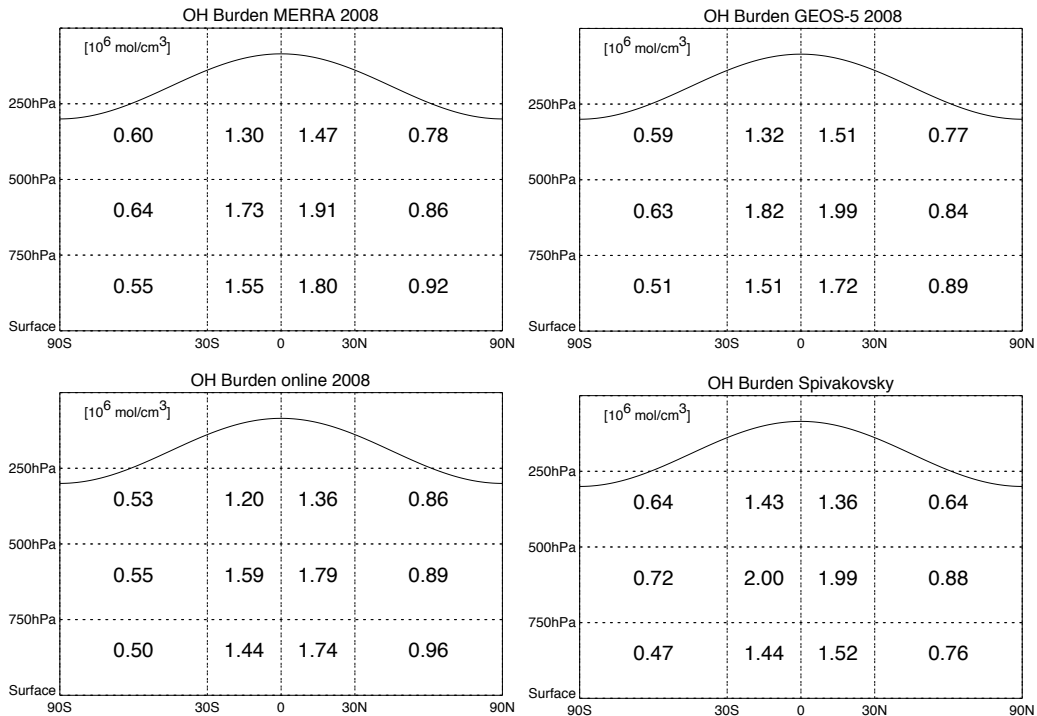 OH Burden MERRA 2008
[10^6 mol/cm^3]
250hPa
0.60 1.30 1.47 0.78
500hPa
0.64 1.73 1.91 0.86
750hPa
0.55 1.55 1.80 0.92
Surface
90S 30S 0 30N 90N
OH Burden GEOS-5 2008
[10^6 mol/cm^3]
250hPa
0.59 1.32 1.51 0.77
500hPa
0.63 1.82 1.99 0.84
750hPa
0.51 1.51 1.72 0.89
Surface
90S 30S 0 30N 90N
OH Burden online 2008
[10^6 mol/cm^3]
250hPa
0.53 1.20 1.36 0.86
500hPa
0.55 1.59 1.79 0.89
750hPa
0.50 1.44 1.74 0.96
Surface
90S 30S 0 30N 90N
OH Burden Spivakovsky
[10^6 mol/cm^3]
250hPa
0.64 1.43 1.36 0.64
500hPa
0.72 2.00 1.99 0.88
750hPa
0.47 1.44 1.52 0.76
Surface
90S 30S 0 30N 90N